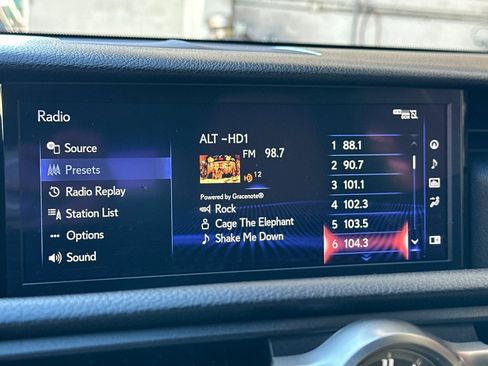 Radio
Source
Presets
Radio Replay
Station List
Options
Sound
ALT -HD1
FM 98.7
12
Powered by Gracenote®
Rock
Cage The Elephant
Shake Me Down
1 88.1
2 90.7
3 101.1
4 102.3
5 103.5
6 104.3